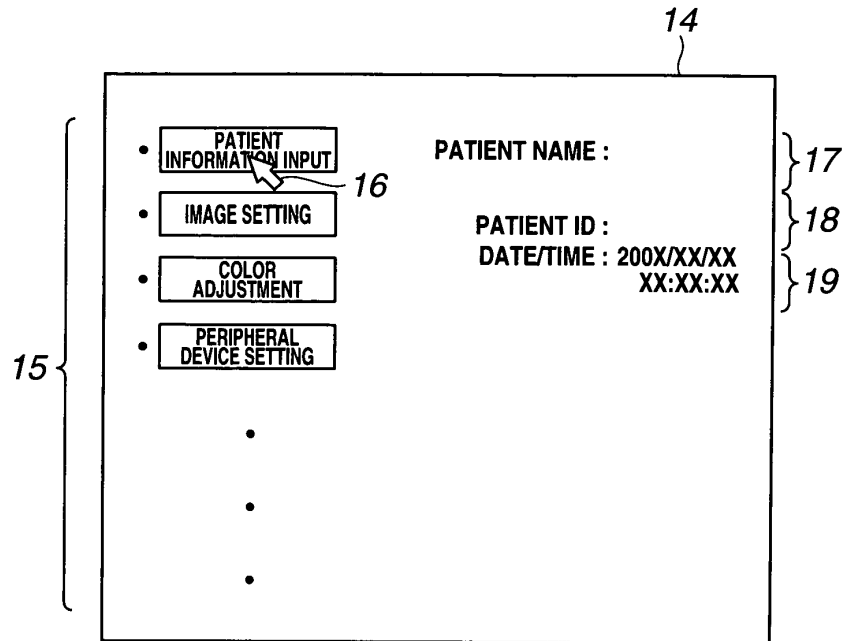 14
PATIENT
INFORMATION INPUT
PATIENT NAME :
17
16
IMAGE SETTING
PATIENT ID :
18
COLOR
ADJUSTMENT
DATE/TIME : 200X/XX/XX
XX:XX:XX
19
PERIPHERAL
DEVICE SETTING
15